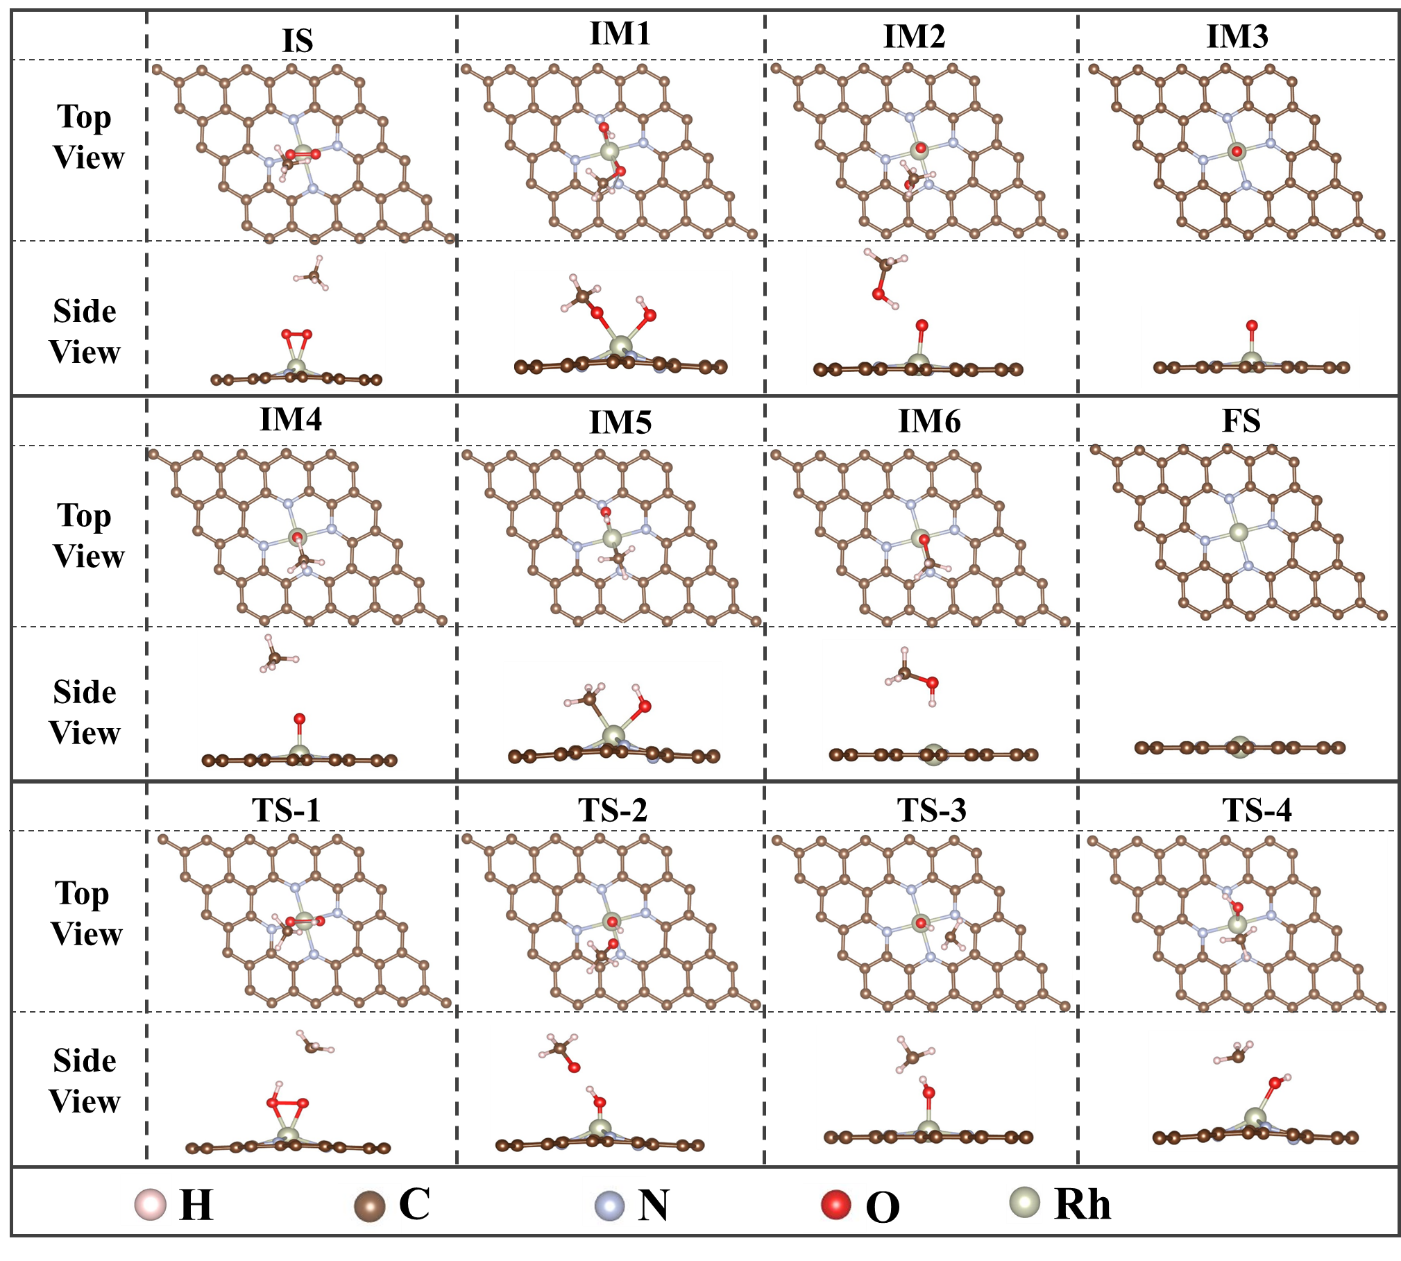 IS IM1 IM2 IM3
Top
View
Side
View
IM4 IM5 IM6 FS
Top
View
Side
View
TS-1 TS-2 TS-3 TS-4
Top
View
Side
View
H C N O Rh